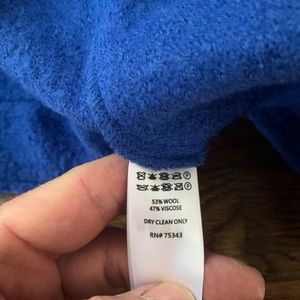 53% WOOL
47% VISCOSE
DRY CLEAN ONLY
RN# 75343